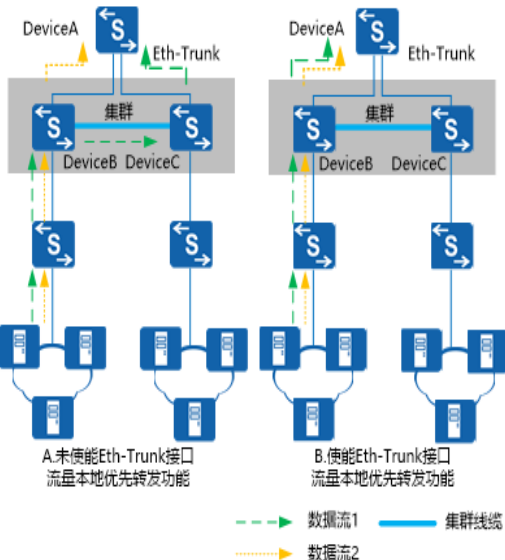 DeviceA
S
Eth-Trunk
集群
S
S
DeviceB DeviceC
S
S
A.未使能Eth-Trunk接口
流量本地优先转发功能
DeviceA
S
Eth-Trunk
集群
S
S
DeviceB DeviceC
S
S
B.使能Eth-Trunk接口
流量本地优先转发功能
数据流1
集群线缆
数据流2